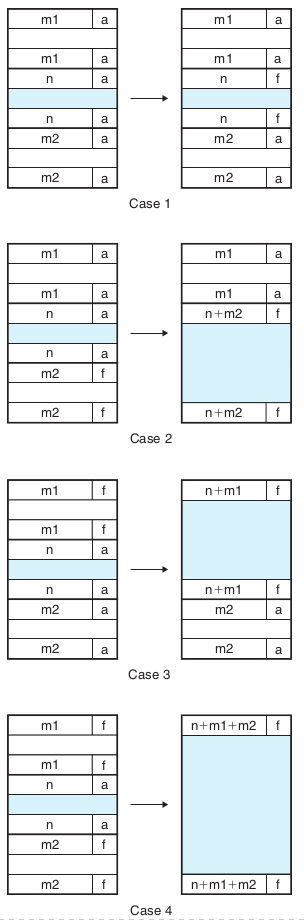 m1 a m1 a
m1 a m1 a
n a n f
n a n f
m2 a m2 a
m2 a m2 a
Case 1
m1 a m1 a
m1 a m1 a
n a n+m2 f
n a
m2 f
m2 f n+m2 f
Case 2
m1 f n+m1 f
m1 f
n a
n a n+m1 f
m2 a m2 a
m2 a m2 a
Case 3
m1 f n+m1+m2 f
m1 f
n a
n a
m2 f
m2 f n+m1+m2 f
Case 4